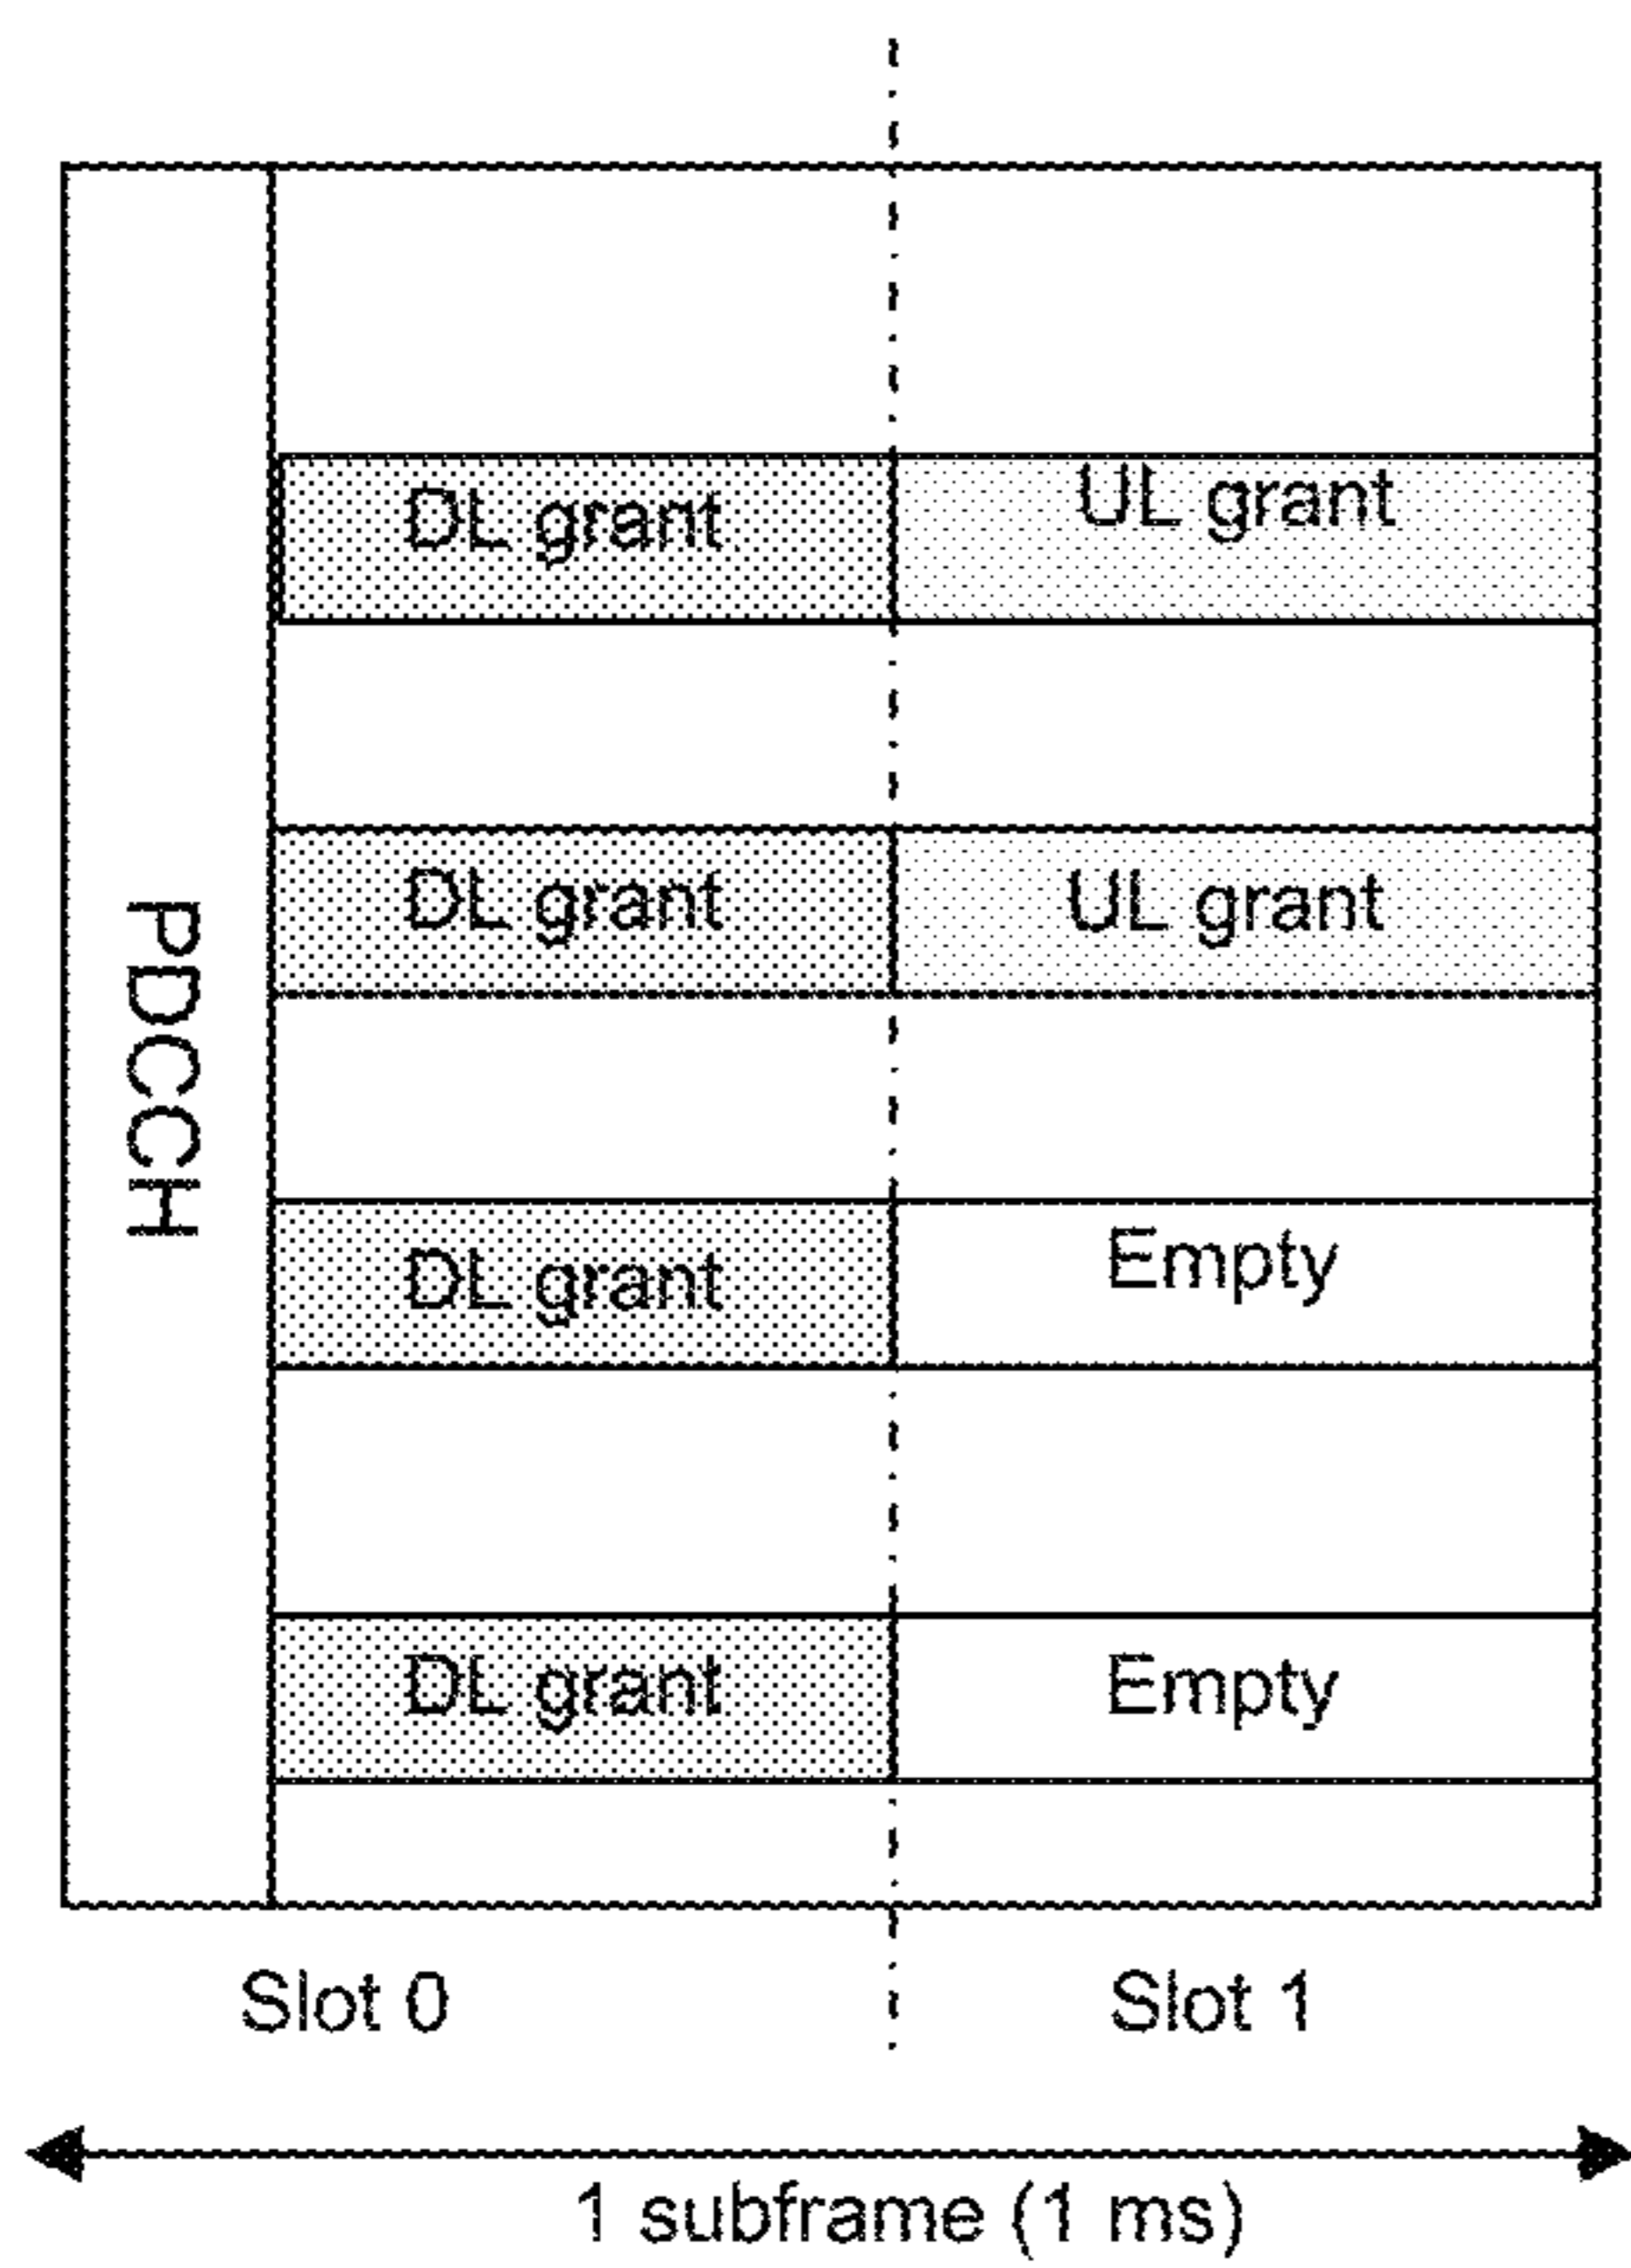 DL grant
UL grant
DL grant
UL grant
PDCCH
DL grant
Empty
DL grant
Empty
Slot 0
Slot 1
1 subframe (1 ms)